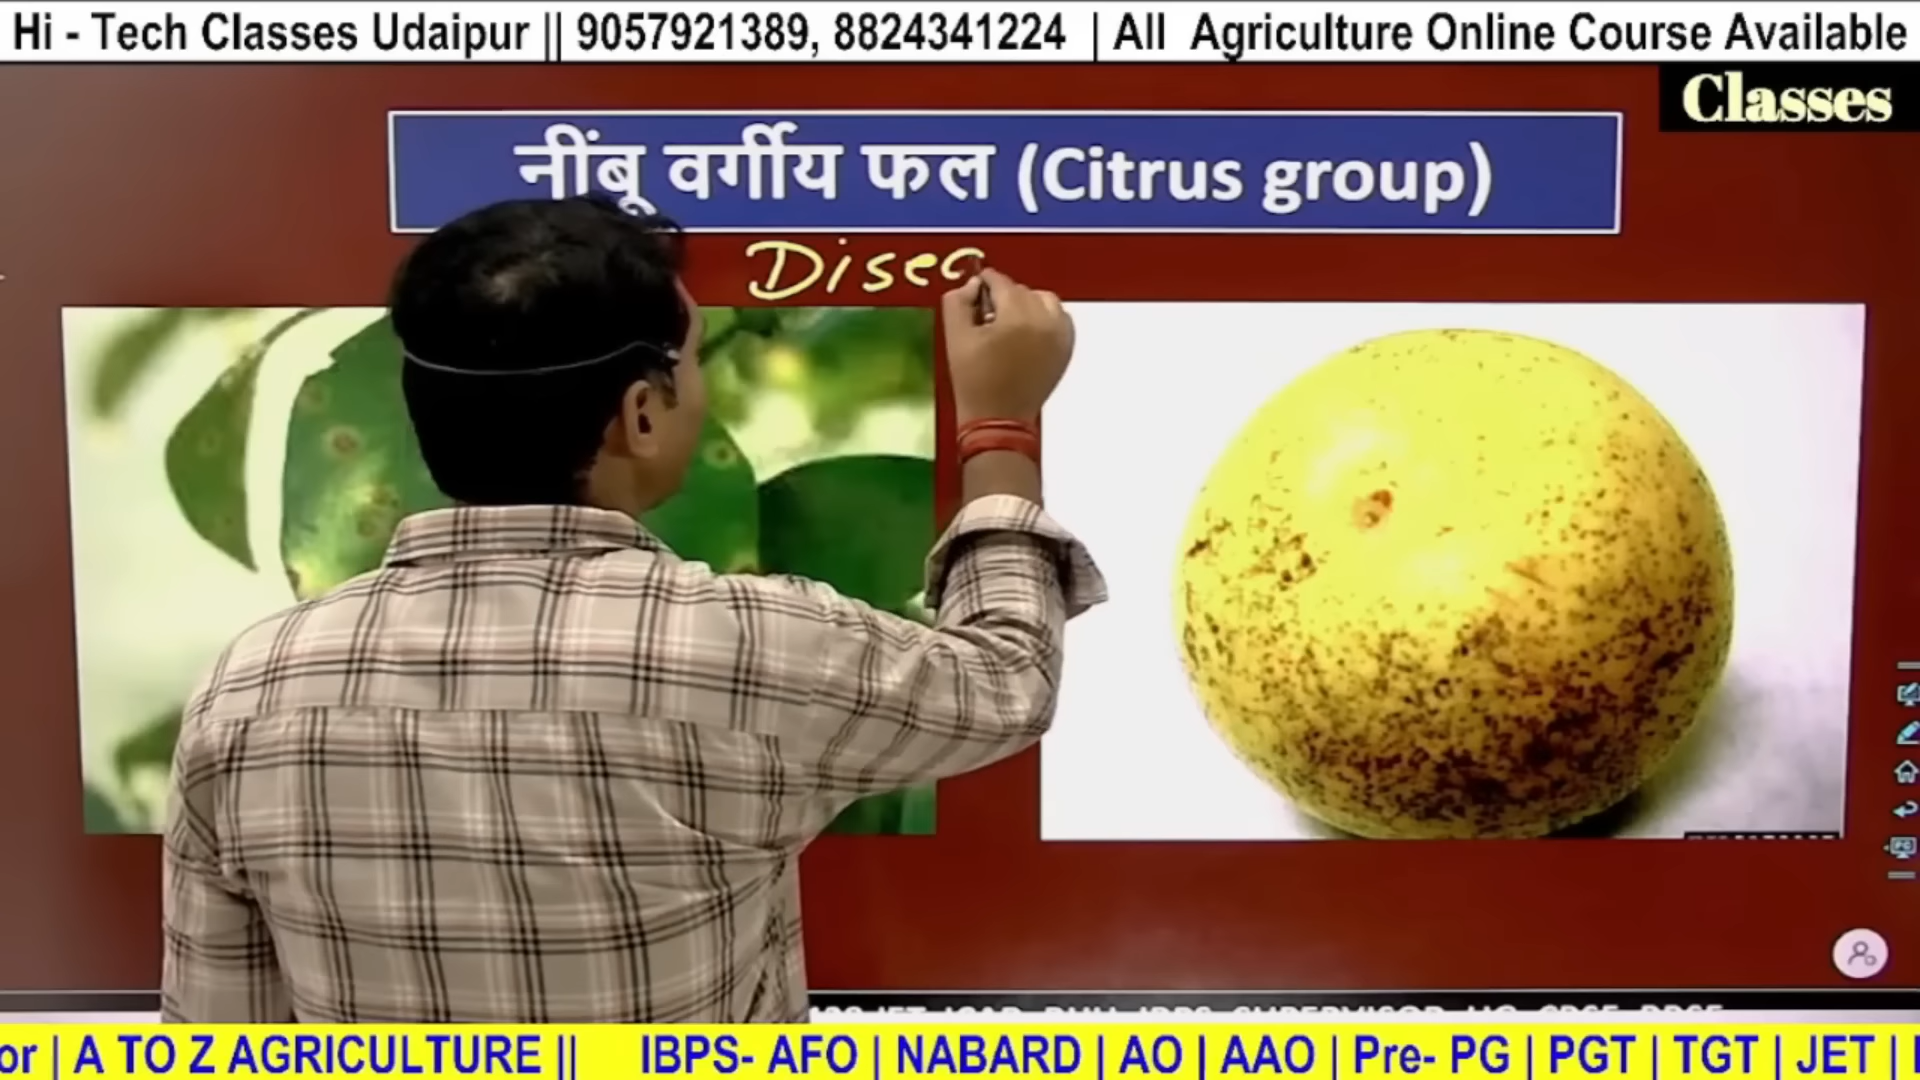 Hi - Tech Classes Udaipur || 9057921389, 8824341224 | All Agriculture Online Course Available
Classes
नींबू वर्गीय फल (Citrus group)
Disea
or | A TO Z AGRICULTURE || IBPS- AFO | NABARD | AO | AAO | Pre- PG | PGT | TGT | JET |